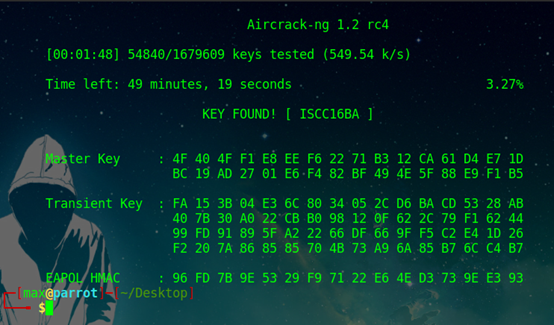 Aircrack-ng 1.2 rc4
[00:01:48] 54840/1679609 keys tested (549.54 k/s)
Time left: 49 minutes, 19 seconds 3.27%
KEY FOUND! [ ISCC16BA ]
Master Key : 4F 40 4F F1 E8 EE F6 22 71 B3 12 CA 61 D4 E7 1D
BC 19 AD 27 01 E6 F4 82 BF 49 4E 5F 88 E9 F1 B5
Transient Key : FA 15 3B 04 E3 6C 80 34 05 2C D6 BA CD 53 28 AB
40 7B 30 A0 22 CB B0 98 12 0F 62 2C 79 F1 62 44
99 FD 91 89 5F A2 22 66 DF 66 9F F5 C2 E4 1D 26
F2 20 7A 86 85 85 70 4B 73 A9 6A 85 B7 6C C4 B7
EAPOL HMAC : 96 FD 7B 9E 53 29 F9 71 22 E6 4E D3 73 9E E3 93
[max@parrot]-[~/Desktop]
$